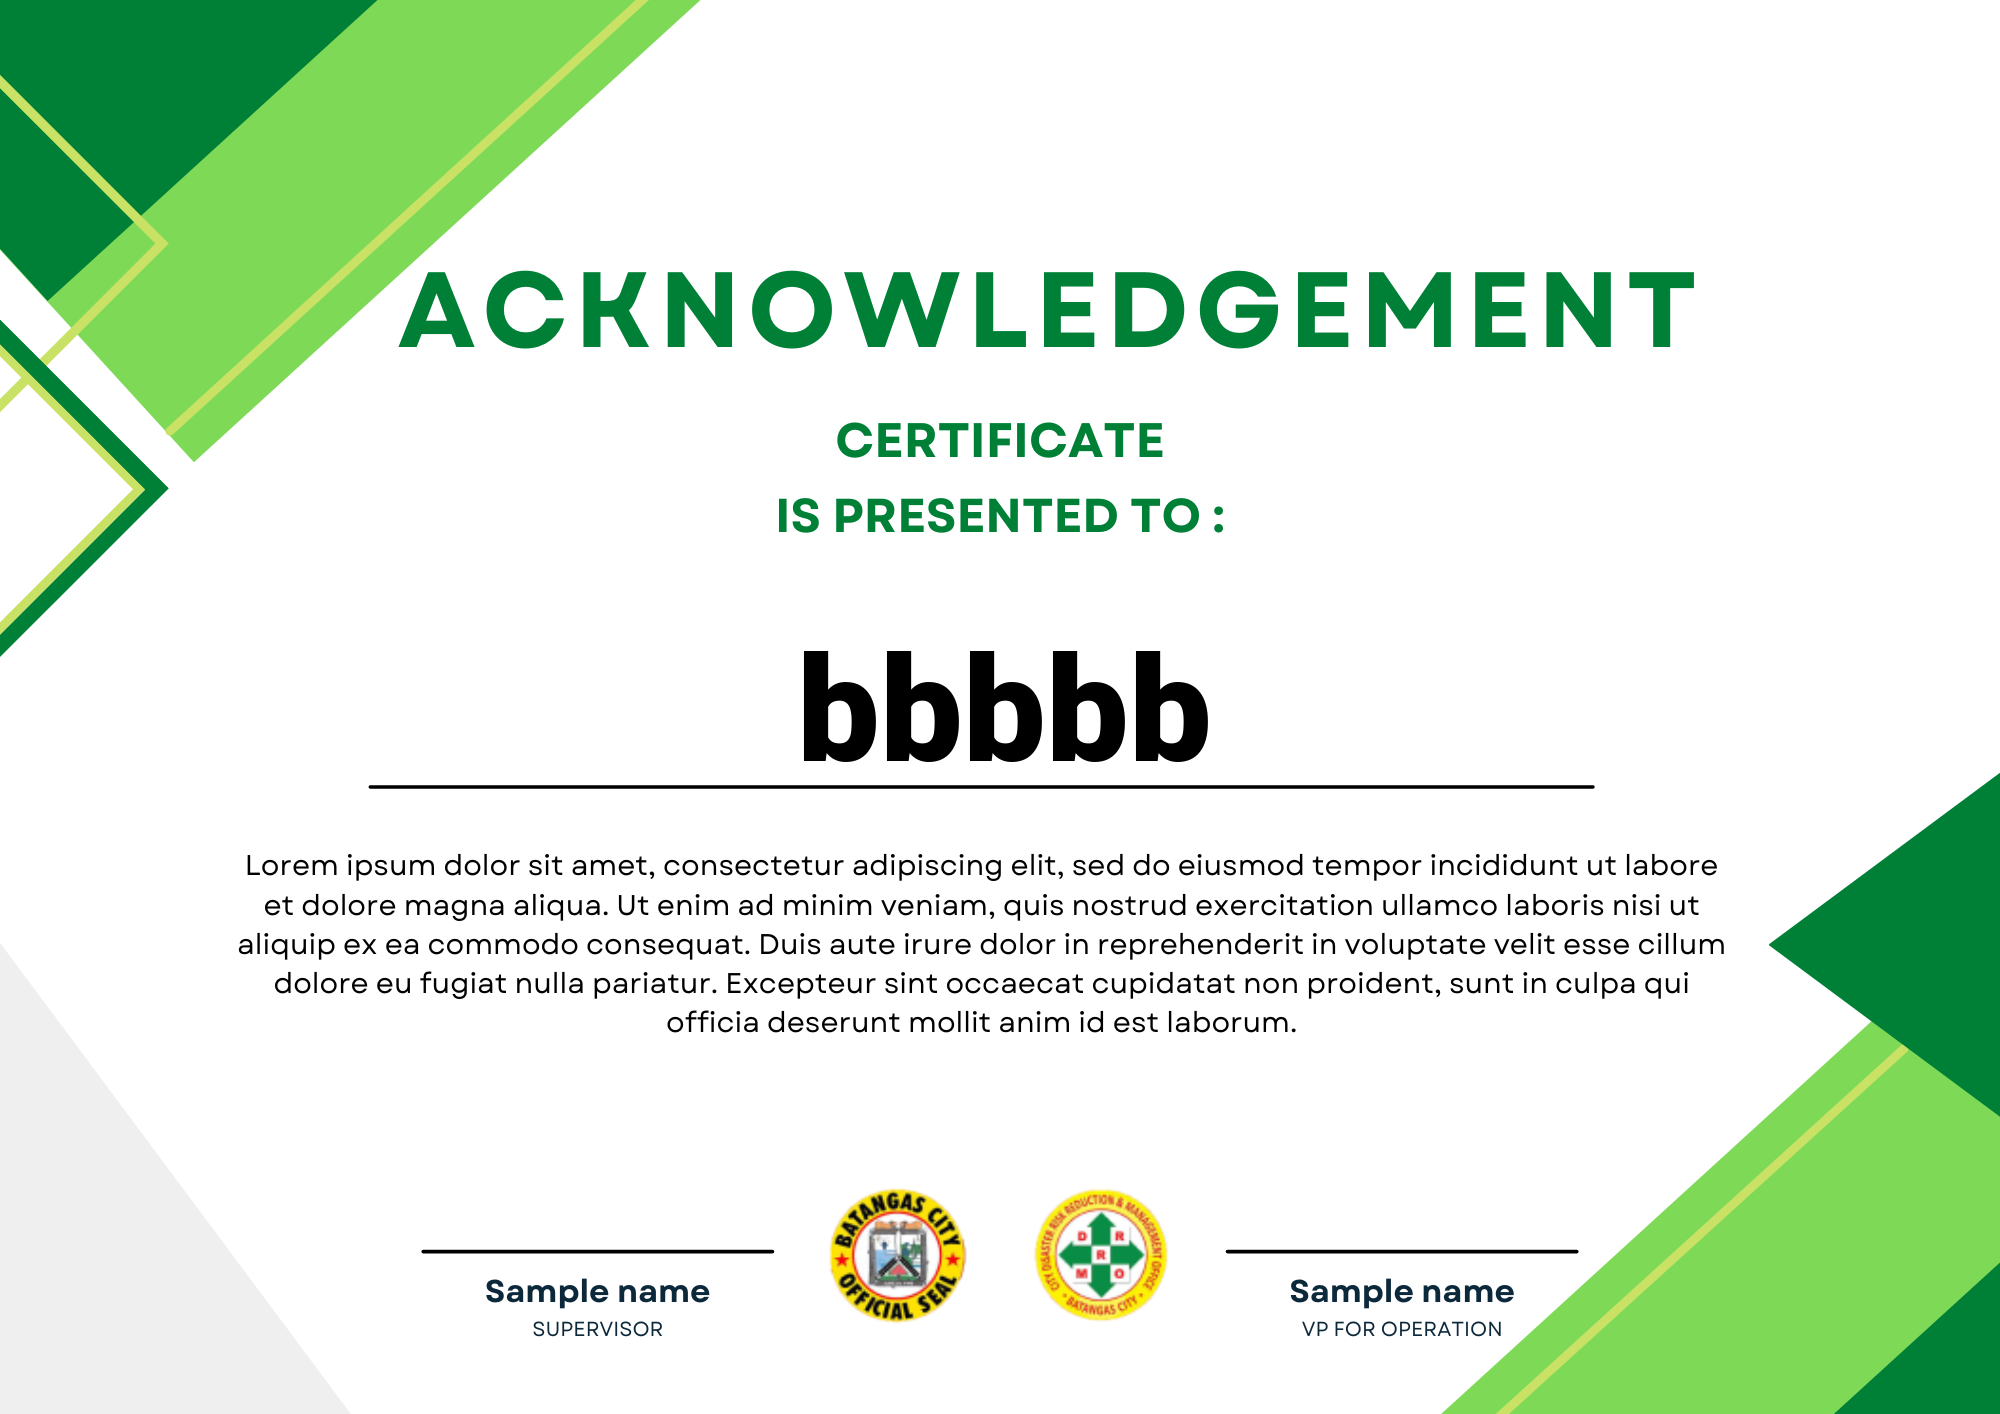 ACKNOWLEDGEMENT
CERTIFICATE
IS PRESENTED TO :
bbbbb
Lorem ipsum dolor sit amet, consectetur adipiscing elit, sed do eiusmod tempor incididunt ut labore
et dolore magna aliqua. Ut enim ad minim veniam, quis nostrud exercitation ullamco laboris nisi ut
aliquip ex ea commodo consequat. Duis aute irure dolor in reprehenderit in voluptate velit esse cillum
dolore eu fugiat nulla pariatur. Excepteur sint occaecat cupidatat non proident, sunt in culpa qui
officia deserunt mollit anim id est laborum.
BATANGAS CITY
OFFICIAL SEAL
CITY DISASTER RISK REDUCTION & MANAGEMENT OFFICE
D R
R
M O
BATANGAS CITY
Sample name
SUPERVISOR
Sample name
VP FOR OPERATION